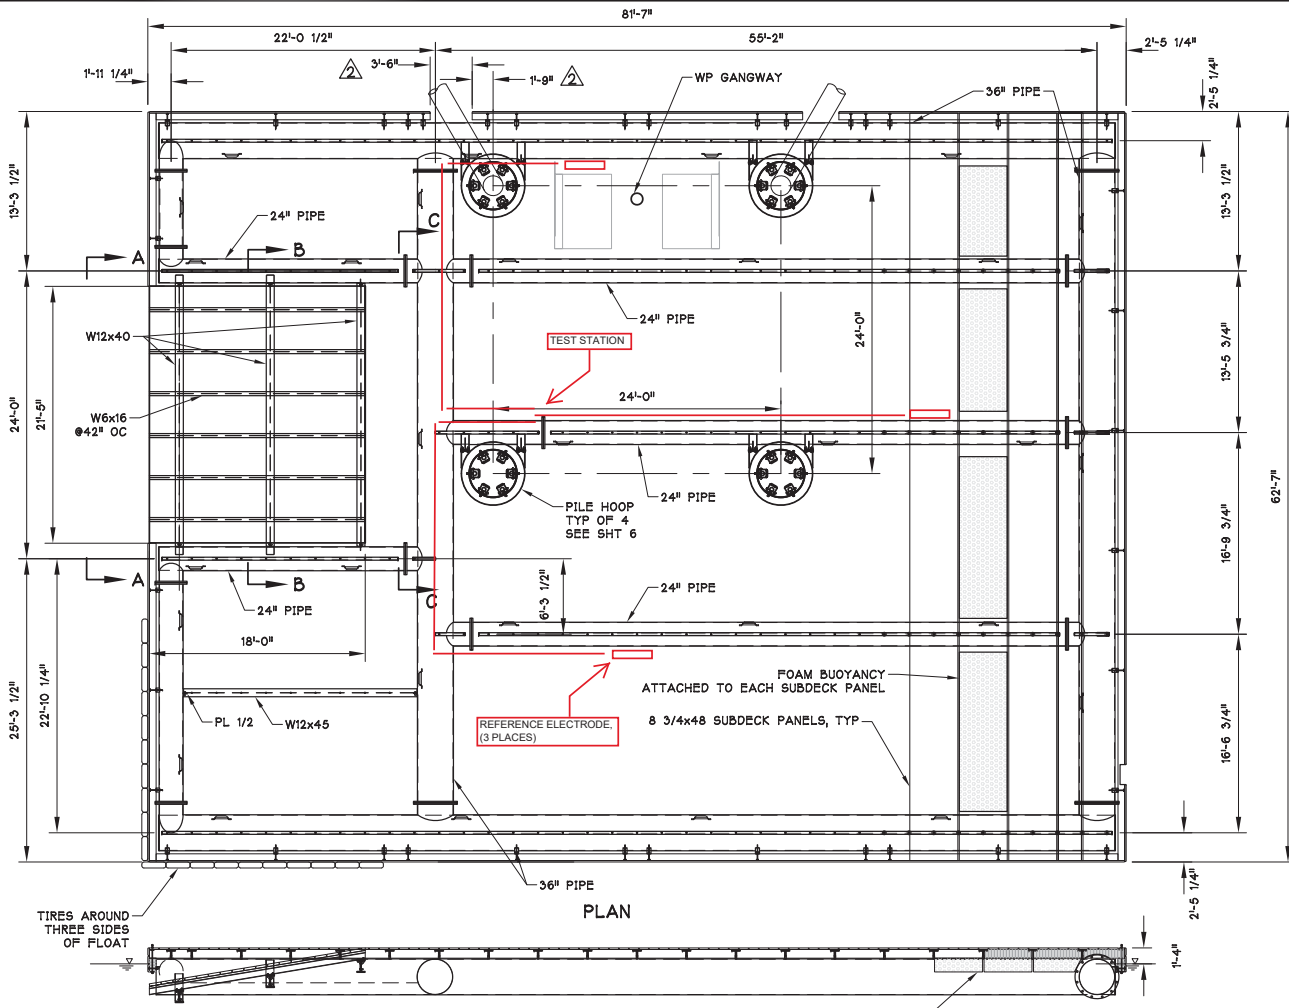 81'-7"
22'-0 1/2"
55'-2"
2'-5 1/4"
1'-11 1/4"
2
3'-6"
1'-9"
2
WP GANGWAY
36" PIPE
2'-5 1/4"
13'-3 1/2"
13'-3 1/2"
24" PIPE
A
B
C
24" PIPE
24'-0"
13'-5 3/4"
W12x40
TEST STATION
24'-0"
21'-5"
24'-0"
W6x16
@42" OC
24" PIPE
PILE HOOP
TYP OF 4
SEE SHT 6
62'-7"
16'-9 3/4"
A
B
C
24" PIPE
6'-3 1/2"
24" PIPE
18'-0"
FOAM BUOYANCY
ATTACHED TO EACH SUBDECK PANEL
25'-3 1/2"
22'-10 1/4"
PL 1/2
W12x45
REFERENCE ELECTRODE,
(3 PLACES)
8 3/4x48 SUBDECK PANELS, TYP
16'-6 3/4"
36" PIPE
2'-5 1/4"
PLAN
TIRES AROUND
THREE SIDES
OF FLOAT
1'-4"